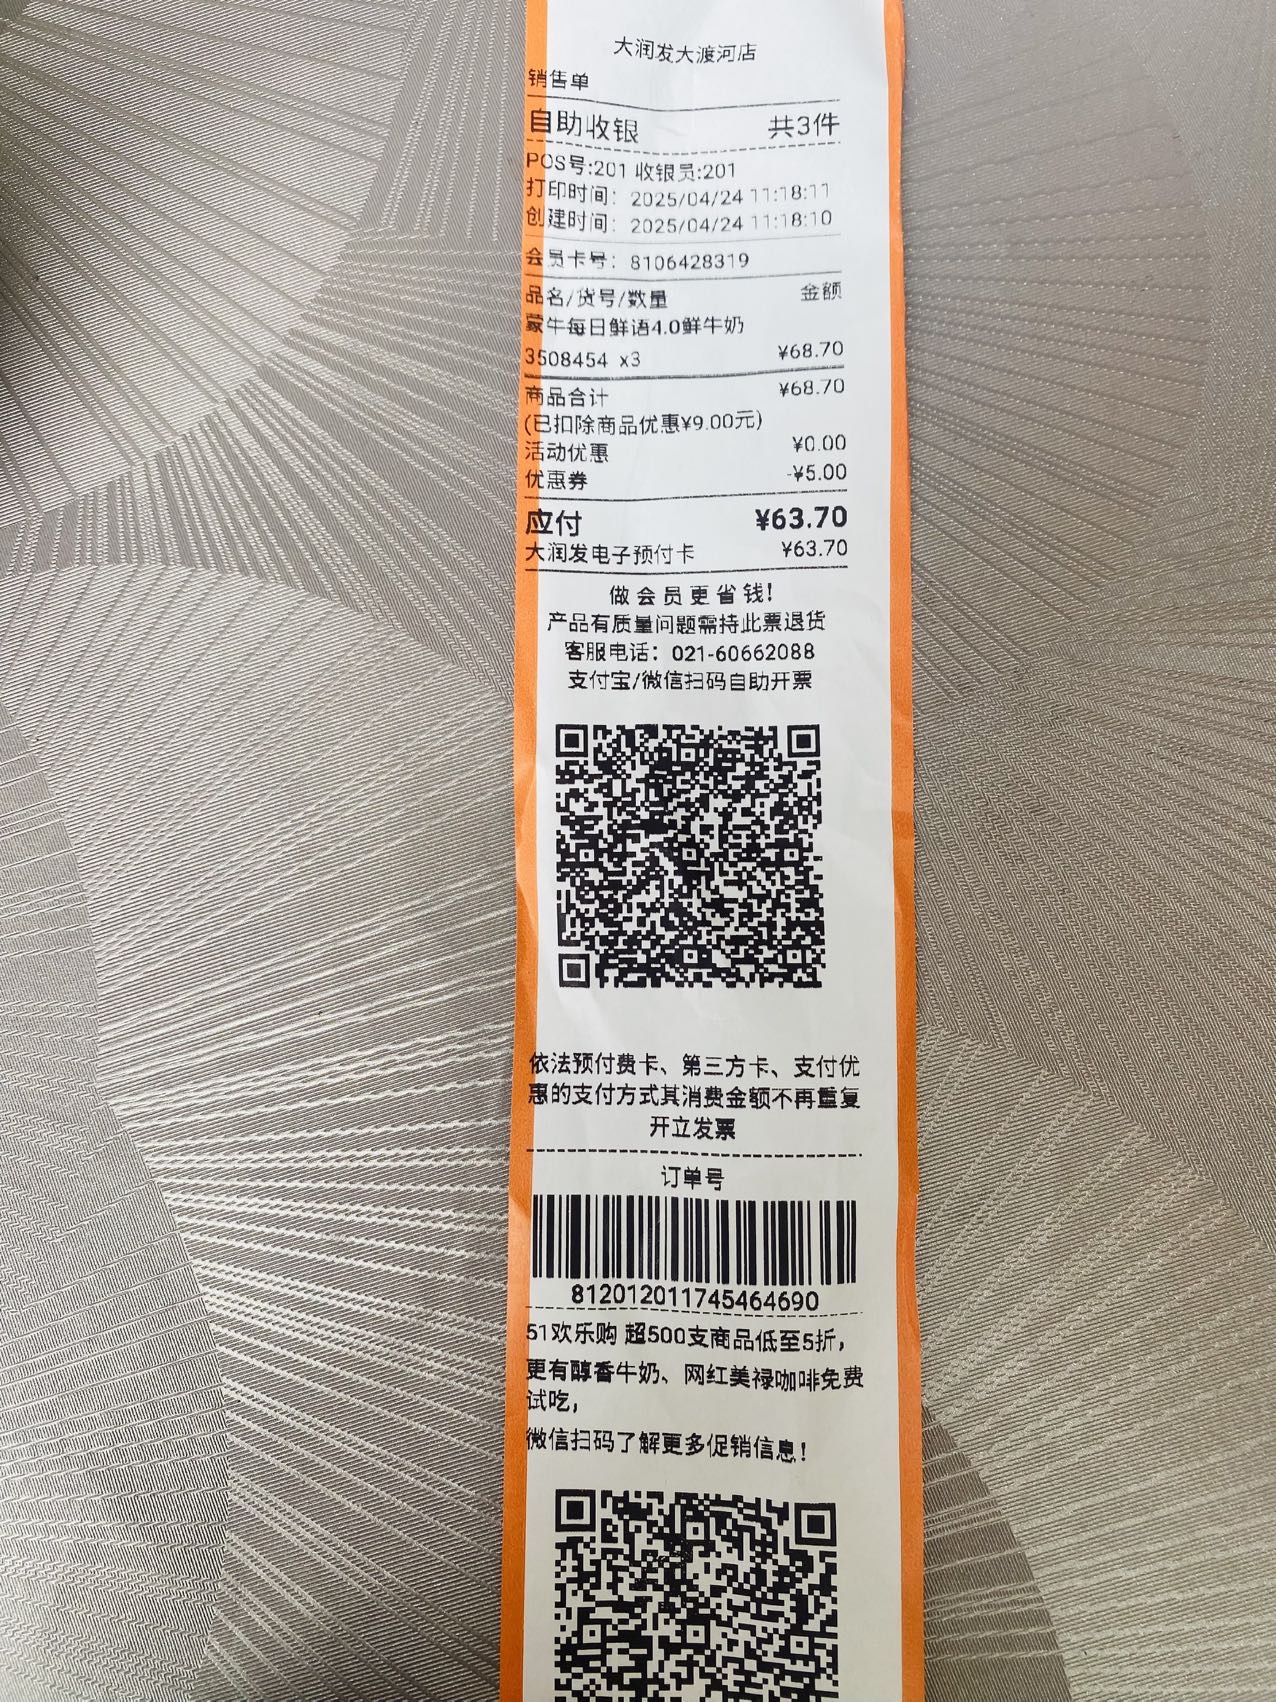 大润发大渡河店
销售单
自助收银 共3件
POS号:201 收银员:201
打印时间： 2025/04/24 11:18:11
创建时间： 2025/04/24 11:18:10
会员卡号： 8106428319
品名/货号/数量 金额
蒙牛每日鲜语4.0鲜牛奶
3508454 x3 ¥68.70
商品合计 ¥68.70
(已扣除商品优惠¥9.00元)
活动优惠 ¥0.00
优惠券 -¥5.00
应付 ¥63.70
大润发电子预付卡 ¥63.70
做会员更省钱！
产品有质量问题需持此票退货
客服电话：021-60662088
支付宝/微信扫码自助开票
依法预付费卡、第三方卡、支付优
惠的支付方式其消费金额不再重复
开立发票
订单号
812012011745464690
51欢乐购 超500支商品低至5折，
更有醇香牛奶、网红美禄咖啡免费
试吃，
微信扫码了解更多促销信息！